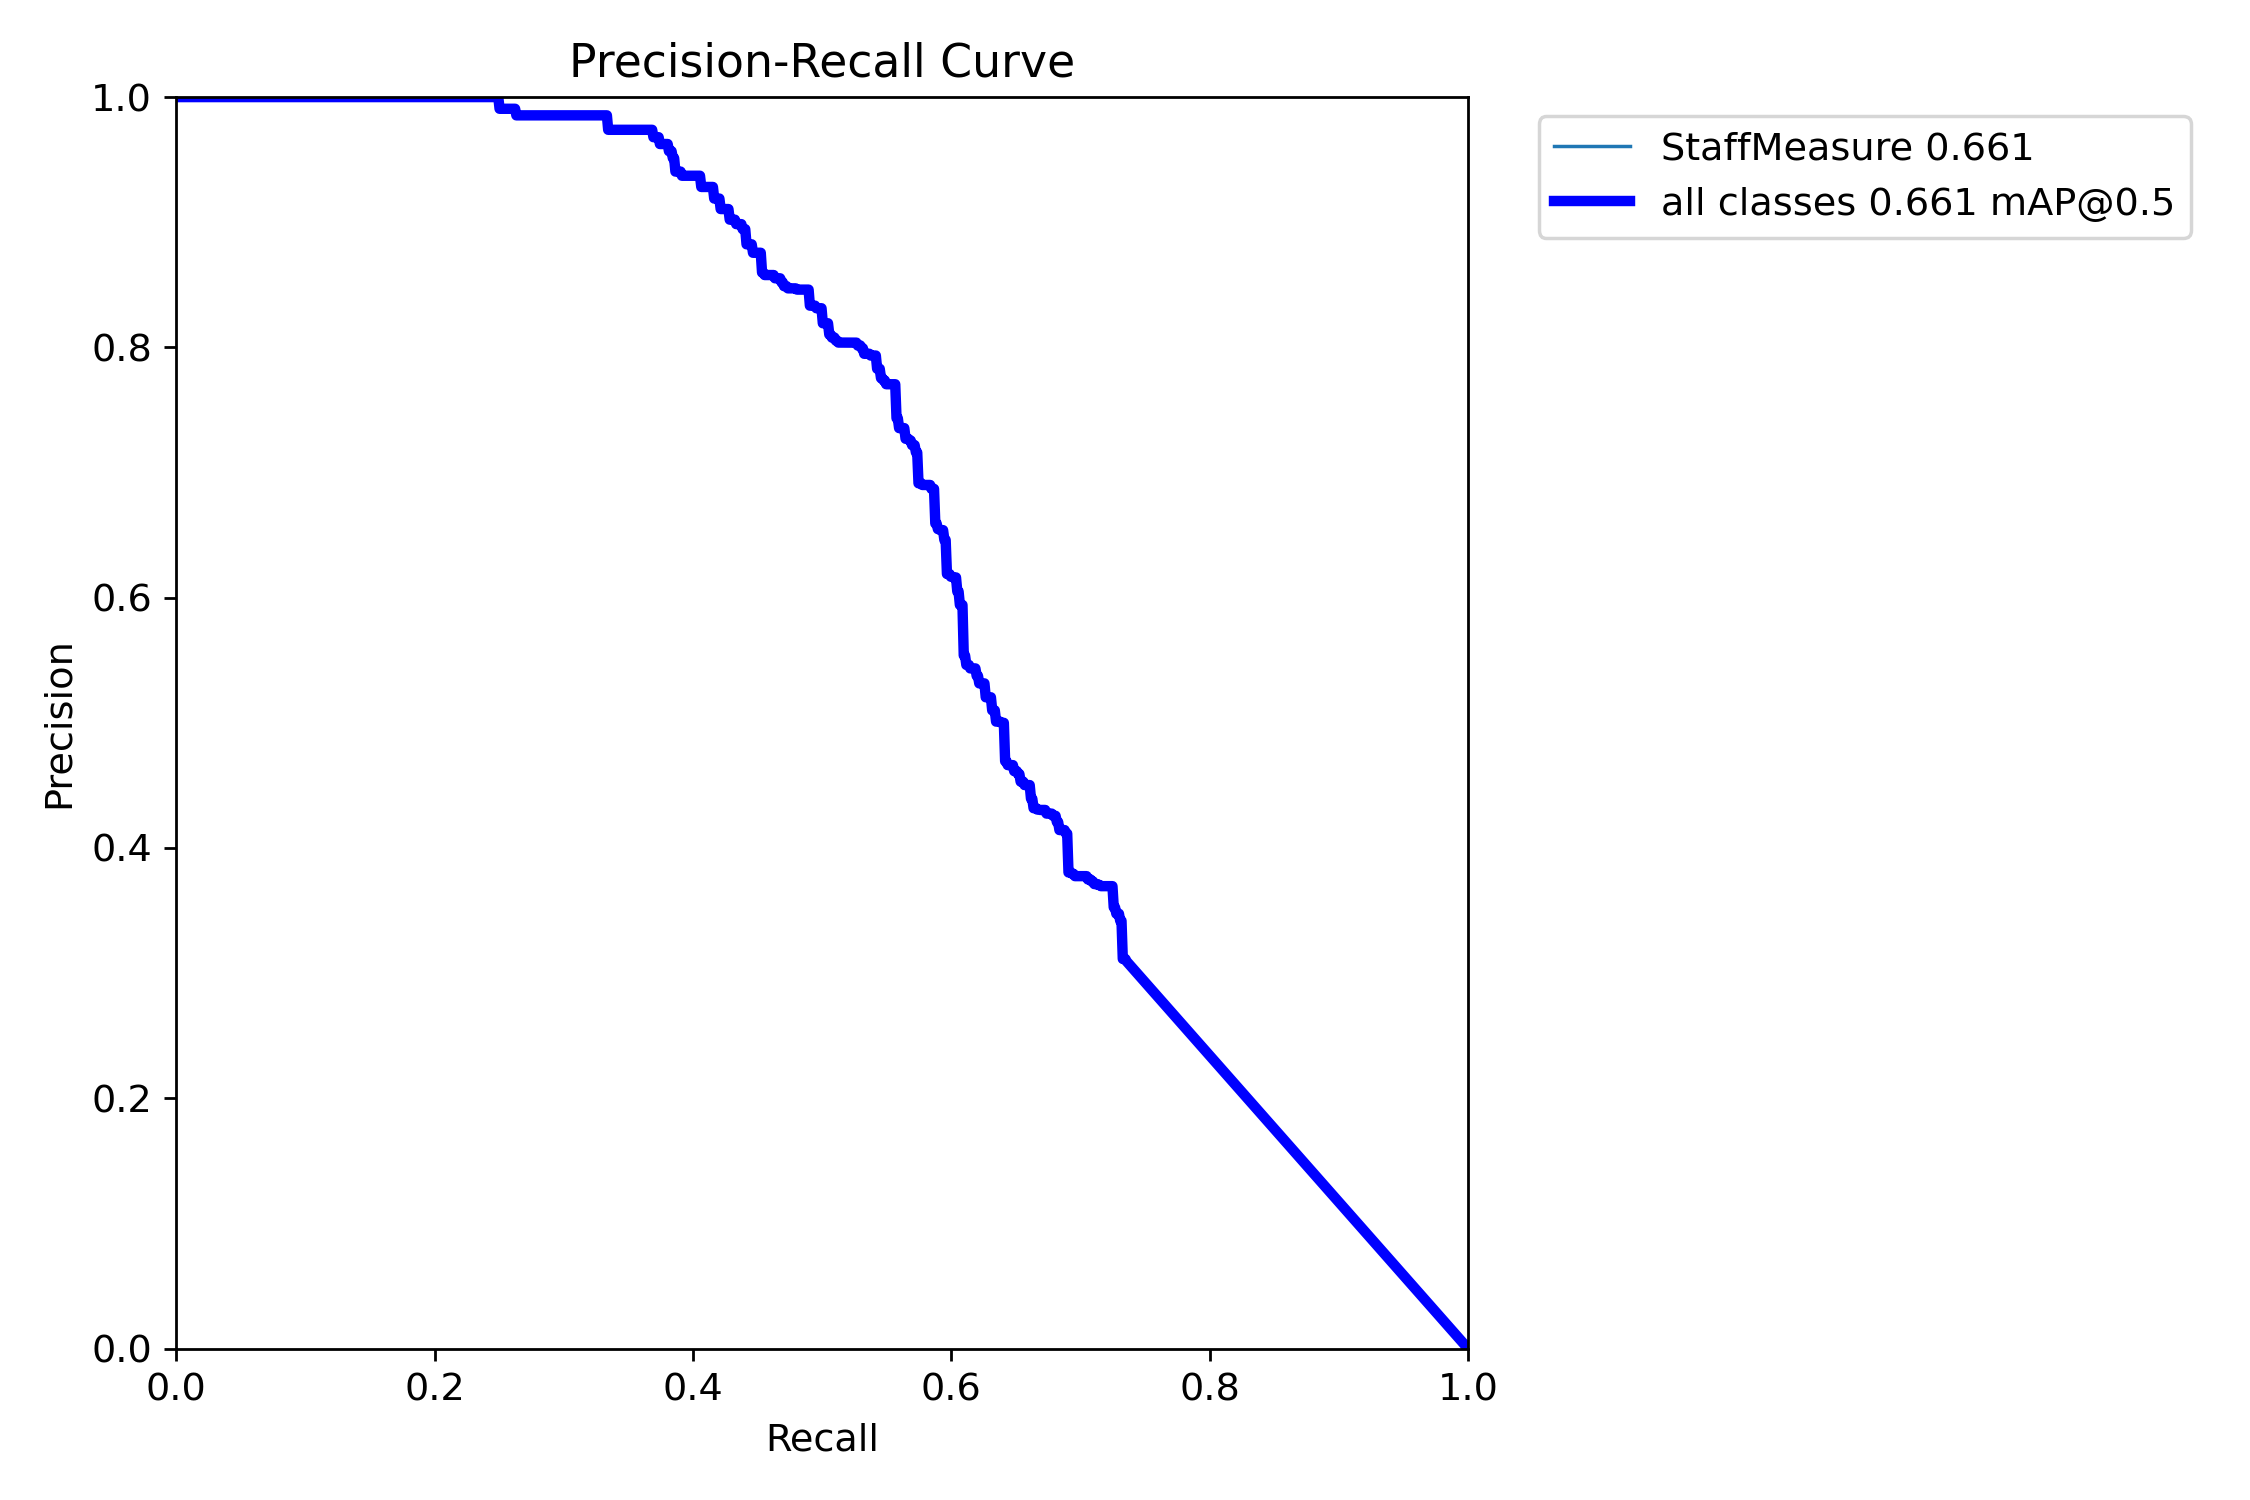 Precision-Recall Curve
StaffMeasure 0.661
all classes 0.661 mAP@0.5
Precision
1.0
0.8
0.6
0.4
0.2
0.0
0.0 0.2 0.4 0.6 0.8 1.0
Recall